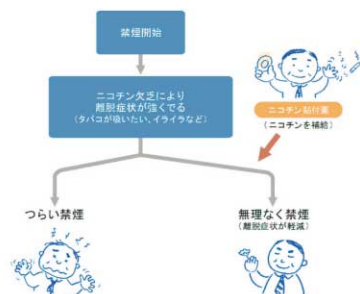 禁煙開始
ニコチン欠乏により
離脱症状が強くでる
(タバコが吸いたい、イライラなど)
ニコチン貼付薬
(ニコチンを補給)
つらい禁煙
無理なく禁煙
(離脱症状が軽減)